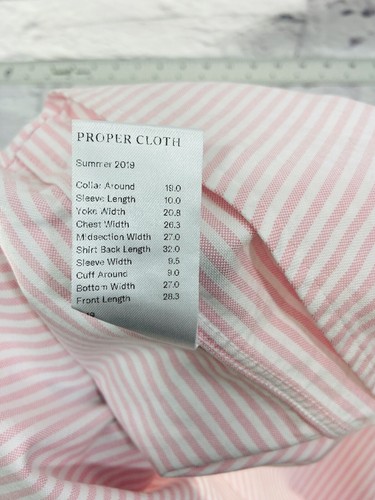 PROPER CLOTH
Summer 2019
Collar Around 19.0
Sleeve Length 10.0
Yoke Width 20.8
Chest Width 26.3
Midsection Width 27.0
Shirt Back Length 32.0
Sleeve Width 9.5
Cuff Around 9.0
Bottom Width 27.0
Front Length 28.3